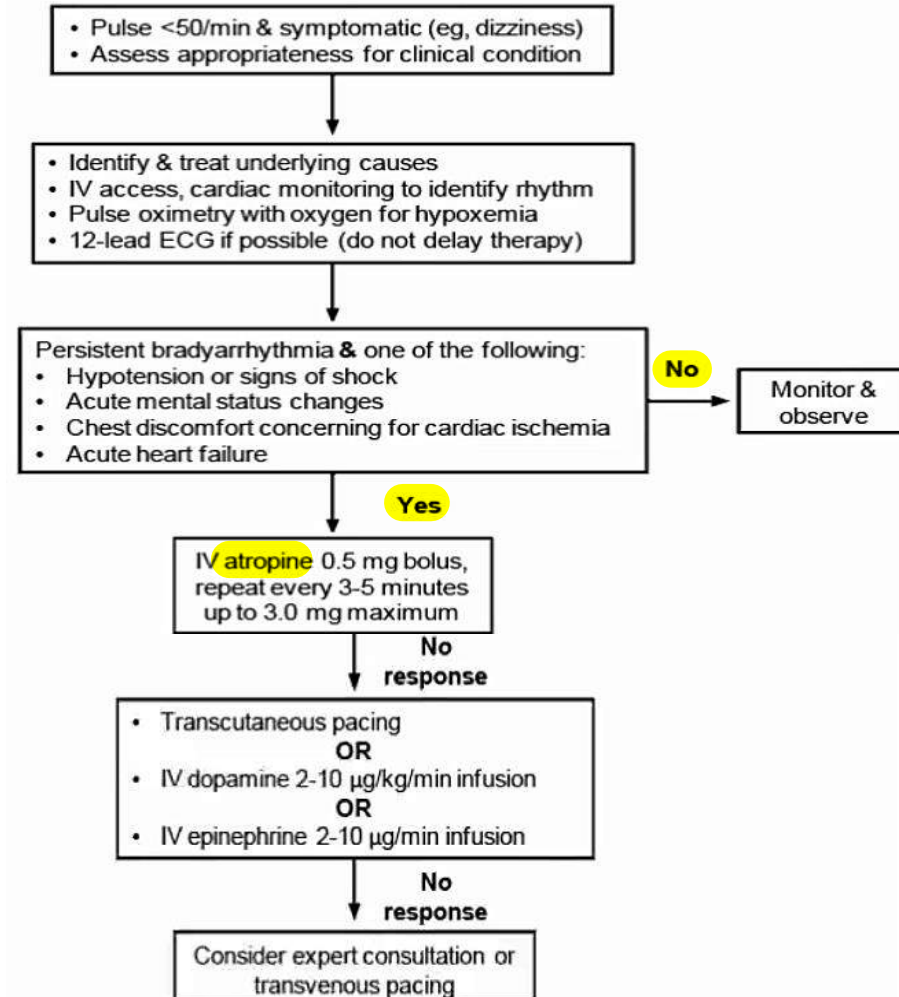 • Pulse <50/min & symptomatic (eg, dizziness)
• Assess appropriateness for clinical condition
• Identify & treat underlying causes
• IV access, cardiac monitoring to identify rhythm
• Pulse oximetry with oxygen for hypoxemia
• 12-lead ECG if possible (do not delay therapy)
Persistent bradyarrhythmia & one of the following:
• Hypotension or signs of shock
• Acute mental status changes
• Chest discomfort concerning for cardiac ischemia
• Acute heart failure
No
Monitor &
observe
Yes
IV atropine 0.5 mg bolus,
repeat every 3-5 minutes
up to 3.0 mg maximum
No
response
• Transcutaneous pacing
OR
• IV dopamine 2-10 µg/kg/min infusion
OR
• IV epinephrine 2-10 µg/min infusion
No
response
Consider expert consultation or
transvenous pacing